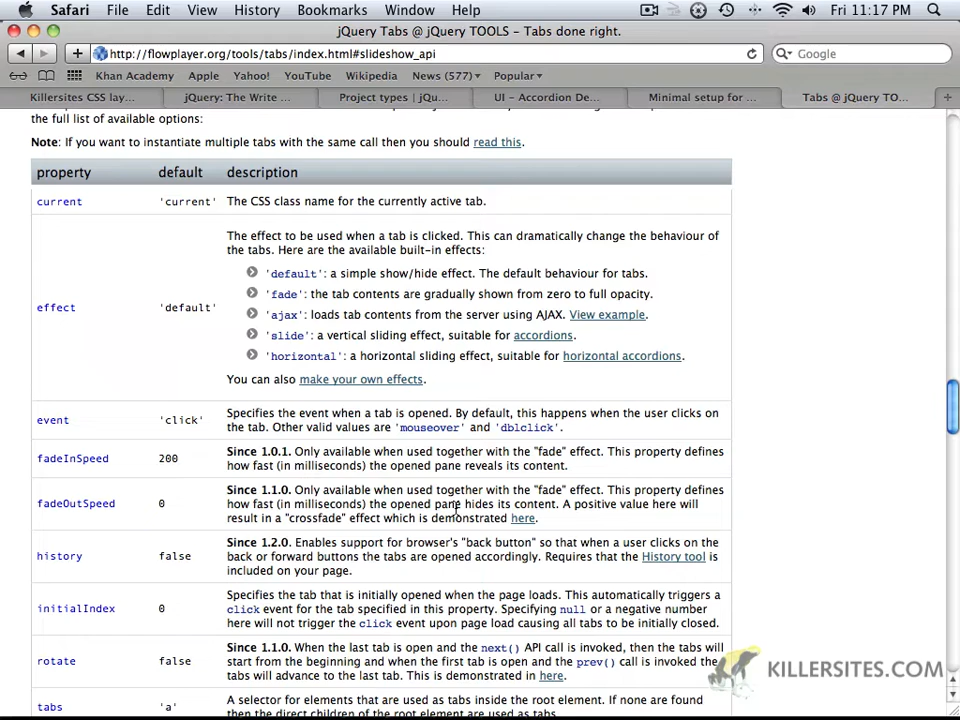 Safari File Edit View History Bookmarks Window Help Fri 11:17 PM
jQuery Tabs @ jQuery TOOLS - Tabs done right.
http://flowplayer.org/tools/tabs/index.html#slideshow_api Google
Khan Academy Apple Yahoo! YouTube Wikipedia News (577)▾ Popular▾
Killersites CSS lay... jQuery: The Write ... Project types | jQu... UI - Accordion De... Minimal setup for ... Tabs @ jQuery TO...
the full list of available options:
Note: If you want to instantiate multiple tabs with the same call then you should read this.
property default description
current 'current' The CSS class name for the currently active tab.
The effect to be used when a tab is clicked. This can dramatically change the behaviour of
the tabs. Here are the available built-in effects:
'default': a simple show/hide effect. The default behaviour for tabs.
'fade': the tab contents are gradually shown from zero to full opacity.
effect 'default'
'ajax': loads tab contents from the server using AJAX. View example.
'slide': a vertical sliding effect, suitable for accordions.
'horizontal': a horizontal sliding effect, suitable for horizontal accordions.
You can also make your own effects.
event 'click' Specifies the event when a tab is opened. By default, this happens when the user clicks on
the tab. Other valid values are 'mouseover' and 'dblclick'.
fadeInSpeed 200 Since 1.0.1. Only available when used together with the "fade" effect. This property defines
how fast (in milliseconds) the opened pane reveals its content.
Since 1.1.0. Only available when used together with the "fade" effect. This property defines
fadeOutSpeed 0 how fast (in milliseconds) the opened pane hides its content. A positive value here will
result in a "crossfade" effect which is demonstrated here.
Since 1.2.0. Enables support for browser's "back button" so that when a user clicks on the
history false back or forward buttons the tabs are opened accordingly. Requires that the History tool is
included on your page.
Specifies the tab that is initially opened when the page loads. This automatically triggers a
initialIndex 0 click event for the tab specified in this property. Specifying null or a negative number
here will not trigger the click event upon page load causing all tabs to be initially closed.
Since 1.1.0. When the last tab is open and the next() API call is invoked, then the tabs will
rotate false start from the beginning and when the first tab is open and the prev() call is invoked the
tabs will advance to the last tab. This is demonstrated in here.
KILLERSITES.COM
tabs 'a' A selector for elements that are used as tabs inside the root element. If none are found
then the direct children of the root element are used as tabs.